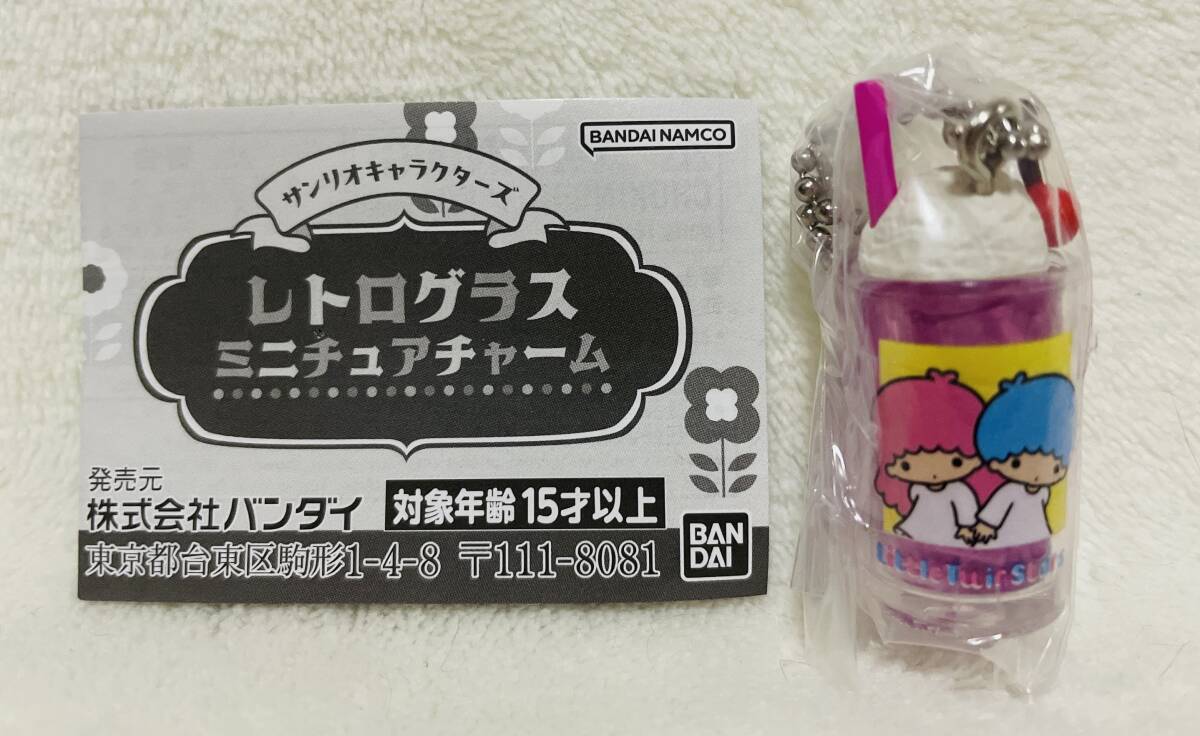 BANDAI NAMCO
サンリオキャラクターズ
レトログラス
ミニチュアチャーム
発売元
株式会社バンダイ
対象年齢15才以上
東京都台東区駒形1-4-8 〒111-8081
BAN
DAI
Little Twin Stars